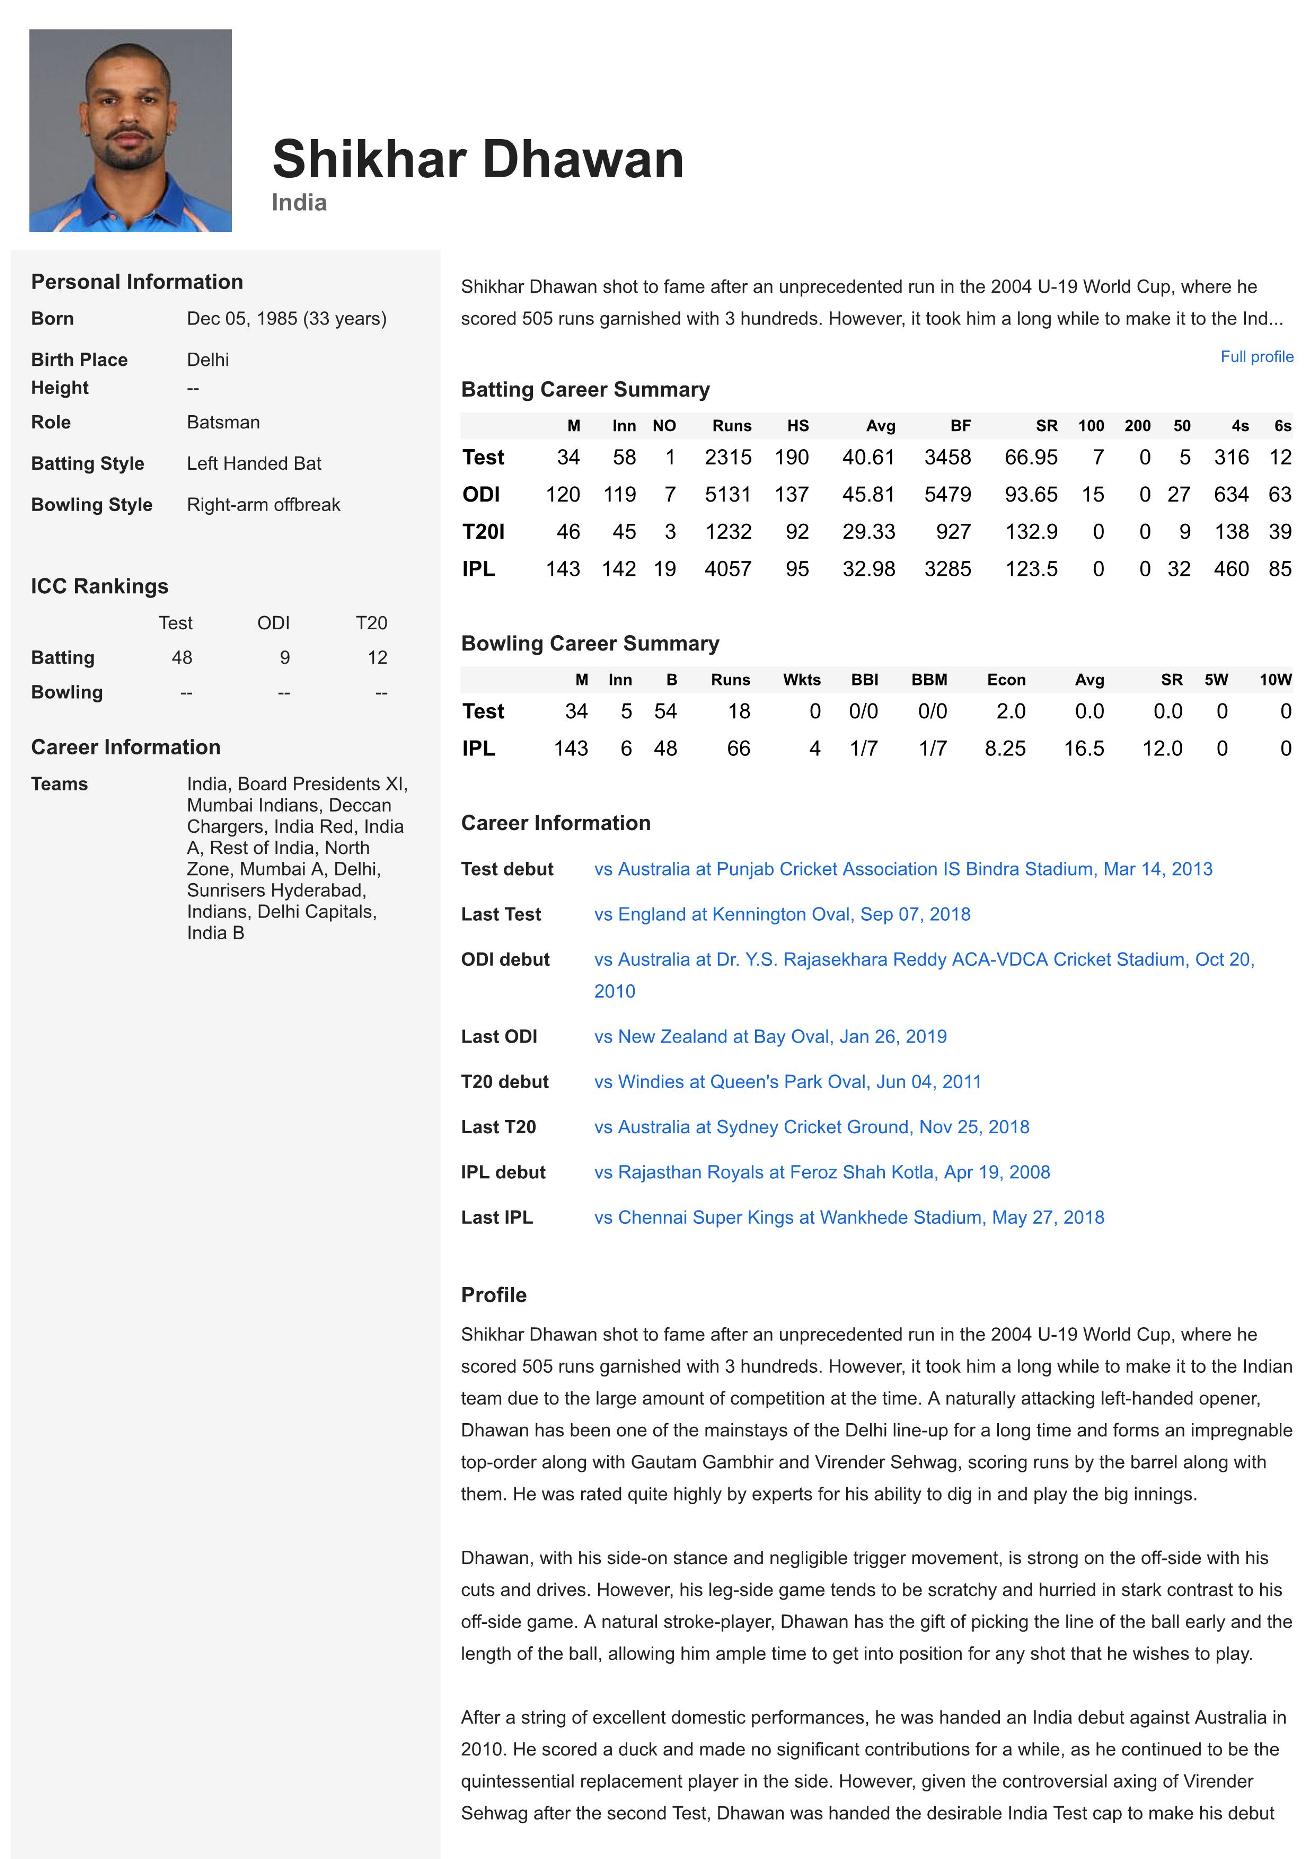 Shikhar Dhawan
India
Personal Information
Born Dec 05, 1985 (33 years)
Birth Place Delhi
Height --
Role Batsman
Batting Style Left Handed Bat
Bowling Style Right-arm offbreak
ICC Rankings
Test ODI T20
Batting 48 9 12
Bowling -- -- --
Career Information
Teams India, Board Presidents XI,
Mumbai Indians, Deccan
Chargers, India Red, India
A, Rest of India, North
Zone, Mumbai A, Delhi,
Sunrisers Hyderabad,
Indians, Delhi Capitals,
India B
Shikhar Dhawan shot to fame after an unprecedented run in the 2004 U-19 World Cup, where he
scored 505 runs garnished with 3 hundreds. However, it took him a long while to make it to the Ind...
Full profile
Batting Career Summary
M Inn NO Runs HS Avg BF SR 100 200 50 4s 6s
Test 34 58 1 2315 190 40.61 3458 66.95 7 0 5 316 12
ODI 120 119 7 5131 137 45.81 5479 93.65 15 0 27 634 63
T20I 46 45 3 1232 92 29.33 927 132.9 0 0 9 138 39
IPL 143 142 19 4057 95 32.98 3285 123.5 0 0 32 460 85
Bowling Career Summary
M Inn B Runs Wkts BBI BBM Econ Avg SR 5W 10W
Test 34 5 54 18 0 0/0 0/0 2.0 0.0 0.0 0 0
IPL 143 6 48 66 4 1/7 1/7 8.25 16.5 12.0 0 0
Career Information
Test debut vs Australia at Punjab Cricket Association IS Bindra Stadium, Mar 14, 2013
Last Test vs England at Kennington Oval, Sep 07, 2018
ODI debut vs Australia at Dr. Y.S. Rajasekhara Reddy ACA-VDCA Cricket Stadium, Oct 20,
2010
Last ODI vs New Zealand at Bay Oval, Jan 26, 2019
T20 debut vs Windies at Queen's Park Oval, Jun 04, 2011
Last T20 vs Australia at Sydney Cricket Ground, Nov 25, 2018
IPL debut vs Rajasthan Royals at Feroz Shah Kotla, Apr 19, 2008
Last IPL vs Chennai Super Kings at Wankhede Stadium, May 27, 2018
Profile
Shikhar Dhawan shot to fame after an unprecedented run in the 2004 U-19 World Cup, where he
scored 505 runs garnished with 3 hundreds. However, it took him a long while to make it to the Indian
team due to the large amount of competition at the time. A naturally attacking left-handed opener,
Dhawan has been one of the mainstays of the Delhi line-up for a long time and forms an impregnable
top-order along with Gautam Gambhir and Virender Sehwag, scoring runs by the barrel along with
them. He was rated quite highly by experts for his ability to dig in and play the big innings.
Dhawan, with his side-on stance and negligible trigger movement, is strong on the off-side with his
cuts and drives. However, his leg-side game tends to be scratchy and hurried in stark contrast to his
off-side game. A natural stroke-player, Dhawan has the gift of picking the line of the ball early and the
length of the ball, allowing him ample time to get into position for any shot that he wishes to play.
After a string of excellent domestic performances, he was handed an India debut against Australia in
2010. He scored a duck and made no significant contributions for a while, as he continued to be the
quintessential replacement player in the side. However, given the controversial axing of Virender
Sehwag after the second Test, Dhawan was handed the desirable India Test cap to make his debut